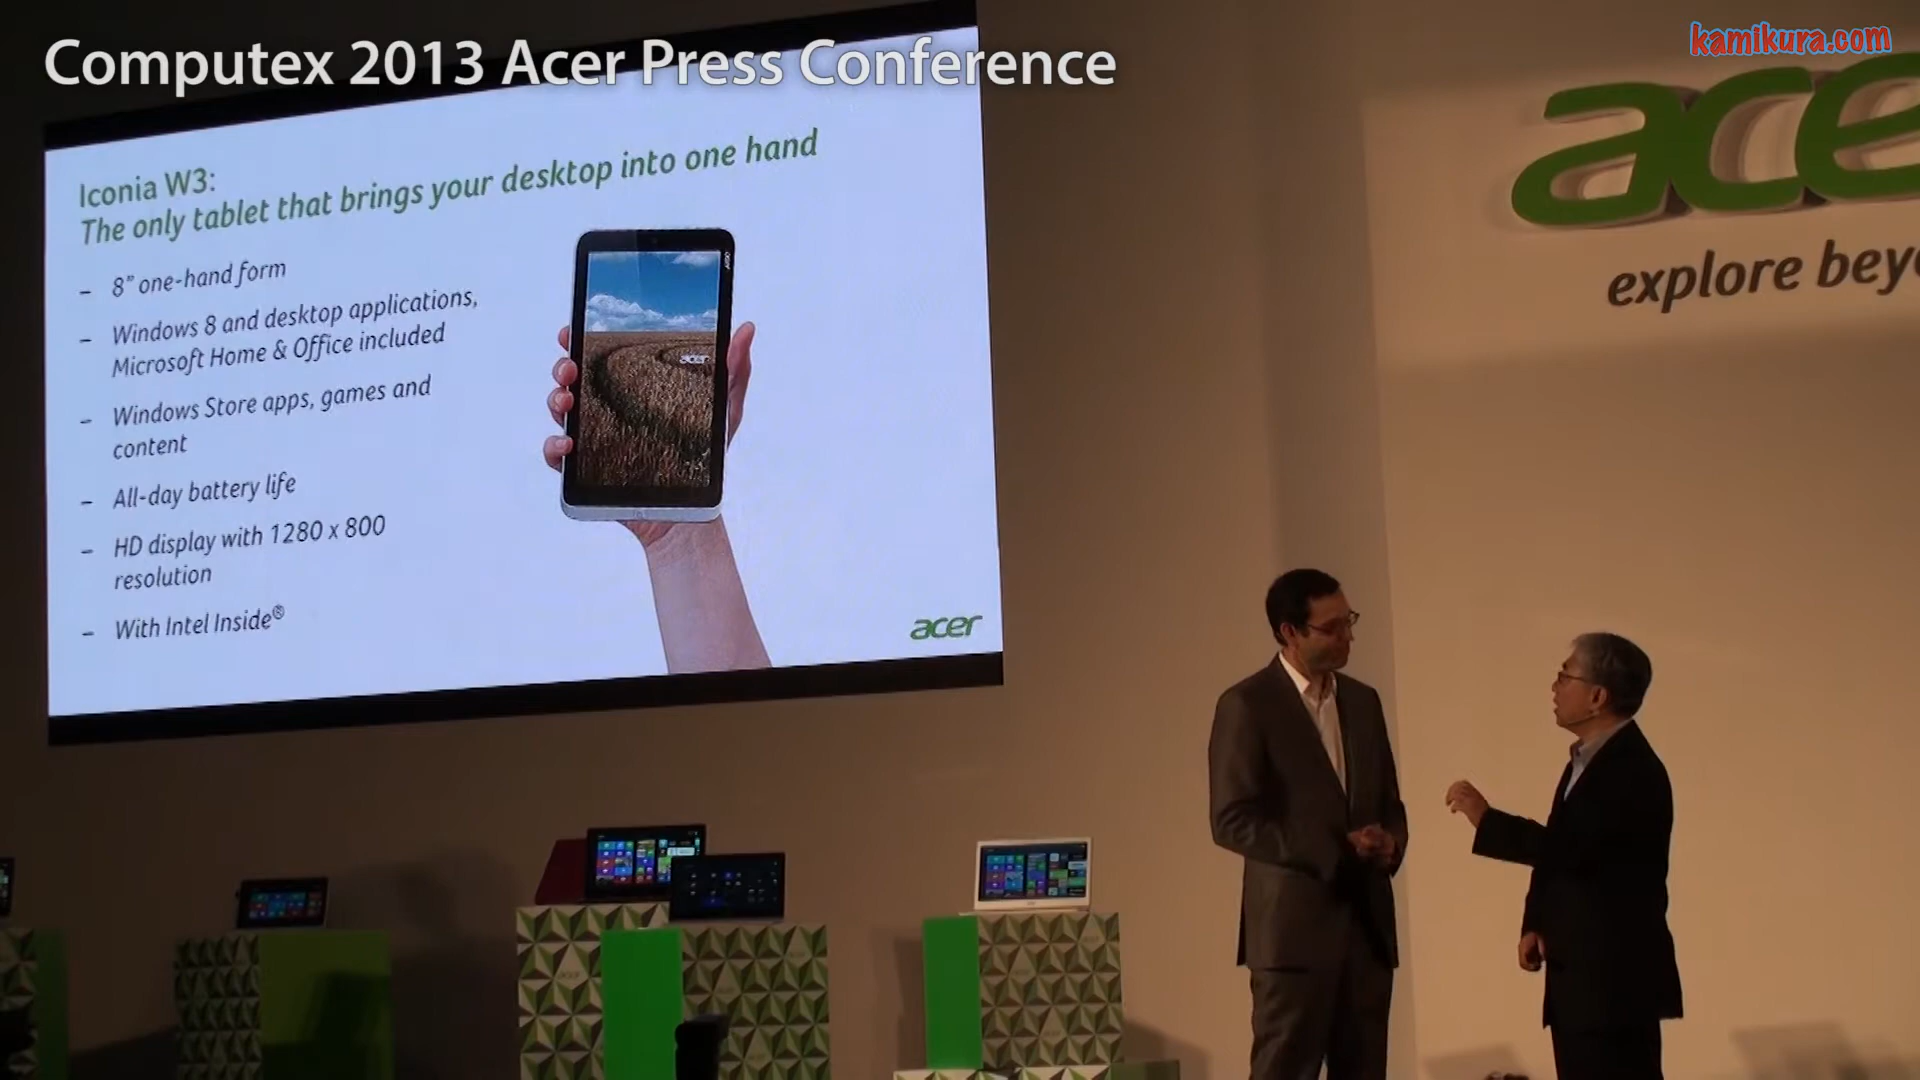 Computex 2013 Acer Press Conference
kamikura.com
Iconia W3:
The only tablet that brings your desktop into one hand
– 8” one-hand form
– Windows 8 and desktop applications,
Microsoft Home & Office included
– Windows Store apps, games and
content
– All-day battery life
– HD display with 1280 x 800
resolution
– With Intel Inside®
acer
acer
acer
explore